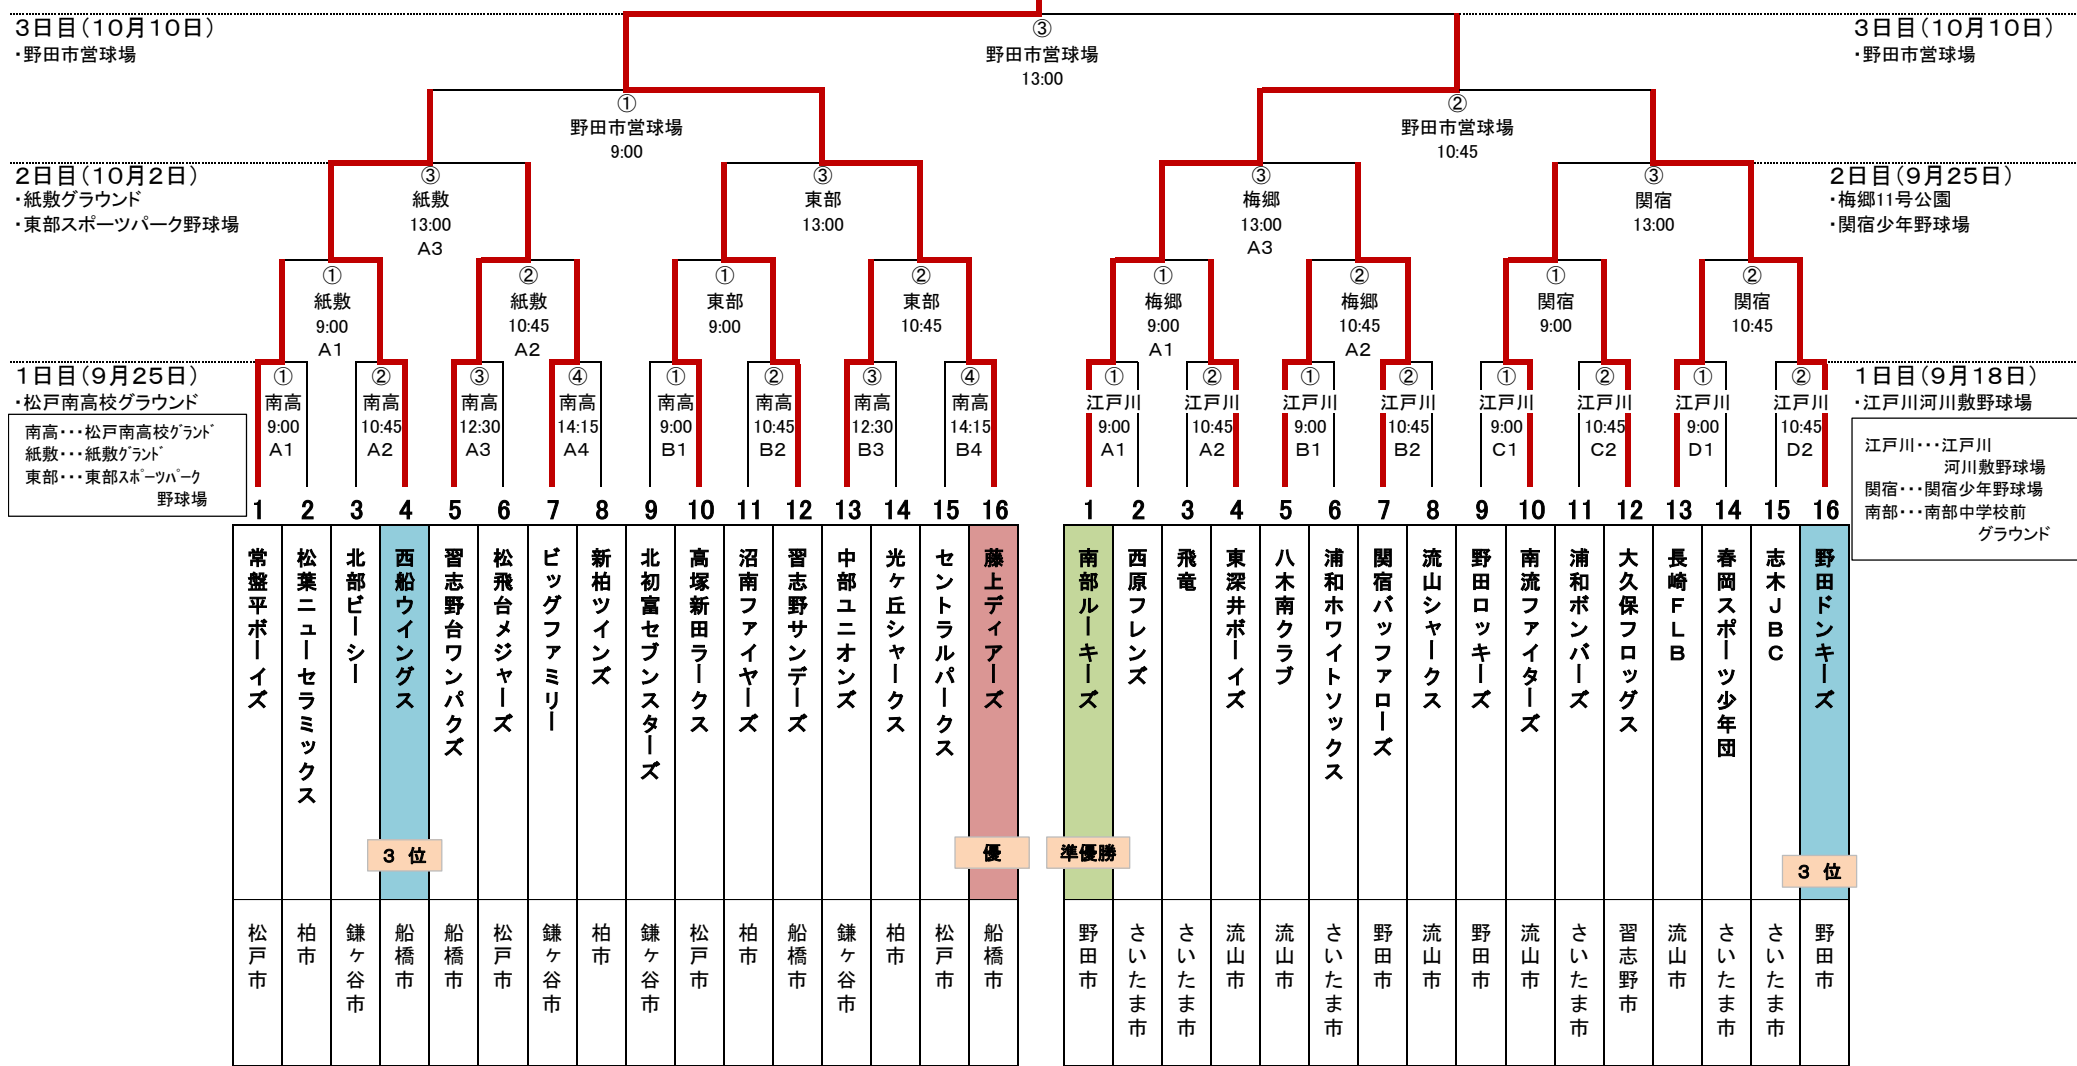 3日目(10月10日)
・野田市営球場
③
野田市営球場
13:00
3日目(10月10日)
・野田市営球場
①
野田市営球場
9:00
②
野田市営球場
10:45
2日目(10月2日)
・紙敷グラウンド
・東部スポーツパーク野球場
③
紙敷
13:00
A3
③
東部
13:00
③
梅郷
13:00
A3
③
関宿
13:00
2日目(9月25日)
・梅郷11号公園
・関宿少年野球場
①
紙敷
9:00
A1
②
紙敷
10:45
A2
①
東部
9:00
②
東部
10:45
①
梅郷
9:00
A1
②
梅郷
10:45
A2
①
関宿
9:00
②
関宿
10:45
1日目(9月25日)
・松戸南高校グラウンド
南高・・・松戸南高校グランド
紙敷・・・紙敷グランド
東部・・・東部スポーツパーク
野球場
①
南高
9:00
A1
②
南高
10:45
A2
③
南高
12:30
A3
④
南高
14:15
A4
①
南高
9:00
B1
②
南高
10:45
B2
③
南高
12:30
B3
④
南高
14:15
B4
①
江戸川
9:00
A1
②
江戸川
10:45
A2
①
江戸川
9:00
B1
②
江戸川
10:45
B2
①
江戸川
9:00
C1
②
江戸川
10:45
C2
①
江戸川
9:00
D1
②
江戸川
10:45
D2
1日目(9月18日)
・江戸川河川敷野球場
江戸川・・・江戸川
河川敷野球場
関宿・・・関宿少年野球場
南部・・・南部中学校前
グラウンド
1 2 3 4 5 6 7 8 9 10 11 12 13 14 15 16
常盤平ボーイズ
松葉ニューセラミックス
北部ビーシー
西船ウイングス
習志野台ワンパクズ
松飛台メジャーズ
ビッグファミリー
新柏ツインズ
北初富セブンスターズ
高塚新田ラークス
沼南ファイヤーズ
習志野サンデーズ
中部ユニオンズ
光ヶ丘シャークス
セントラルパークス
藤上ディアーズ
3 位
優
松戸市
柏市
鎌ヶ谷市
船橋市
船橋市
松戸市
鎌ヶ谷市
柏市
鎌ヶ谷市
松戸市
柏市
船橋市
鎌ヶ谷市
柏市
松戸市
船橋市
1 2 3 4 5 6 7 8 9 10 11 12 13 14 15 16
南部ルーキーズ
西原フレンズ
飛竜
東深井ボーイズ
八木南クラブ
浦和ホワイトソックス
関宿バッファローズ
流山シャークス
野田ロッキーズ
南流ファイターズ
浦和ボンバーズ
大久保フロッグス
長崎FLB
春岡スポーツ少年団
志木JBC
野田ドンキーズ
準優勝
3 位
野田市
さいたま市
さいたま市
流山市
流山市
さいたま市
野田市
流山市
野田市
流山市
さいたま市
習志野市
流山市
さいたま市
さいたま市
野田市